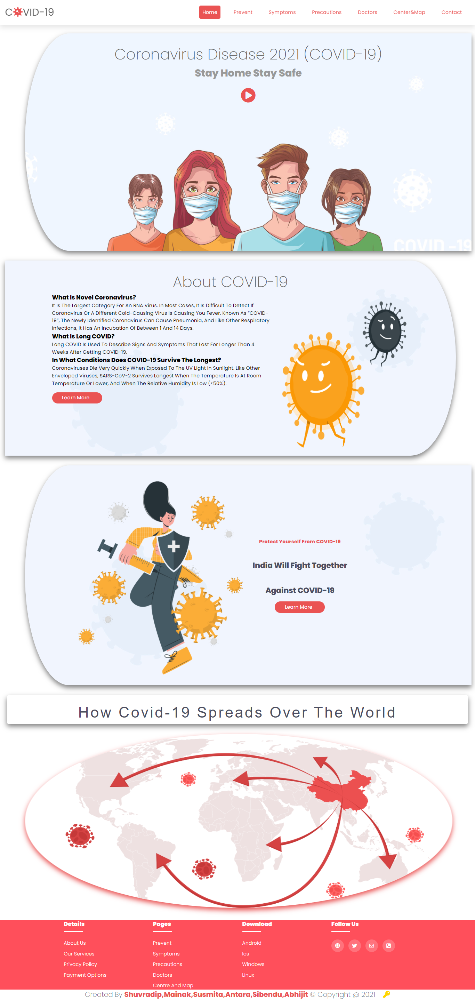 COVID-19
Home Prevent Symptoms Precautions Doctors Center&Map Contact
Coronavirus Disease 2021 (COVID-19)
Stay Home Stay Safe
COVID -19
About COVID-19
What Is Novel Coronavirus?
It Is The Largest Category For An RNA Virus. In Most Cases, It Is Difficult To Detect If
Coronavirus Or A Different Cold-Causing Virus Is Causing You Fever. Known As “COVID-
19”, The Newly Identified Coronavirus Can Cause Pneumonia, And Like Other Respiratory
Infections, It Has An Incubation Of Between 1 And 14 Days.
What Is Long COVID?
Long COVID Is Used To Describe Signs And Symptoms That Last For Longer Than 4
Weeks After Getting COVID-19.
In What Conditions Does COVID-19 Survive The Longest?
Coronaviruses Die Very Quickly When Exposed To The UV Light In Sunlight. Like Other
Enveloped Viruses, SARS-CoV-2 Survives Longest When The Temperature Is At Room
Temperature Or Lower, And When The Relative Humidity Is Low (<50%).
Learn More
Protect Yourself From COVID-19
India Will Fight Together
Against COVID-19
Learn More
How Covid-19 Spreads Over The World
Details
About Us
Our Services
Privacy Policy
Payment Options
Pages
Prevent
Symptoms
Precautions
Doctors
Centre And Map
Download
Android
Ios
Windows
Linux
Follow Us
Created By Shuvradip,Mainak,Susmita,Antara,Sibendu,Abhijit © Copyright @ 2021